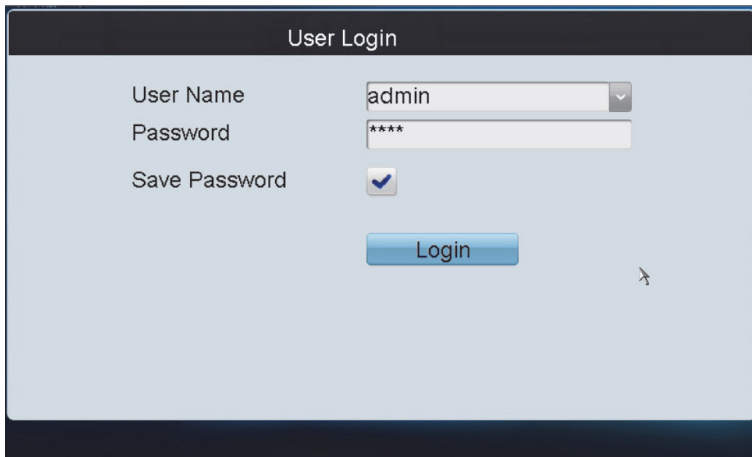 User Login
User Name
admin
Password
****
Save Password
Login